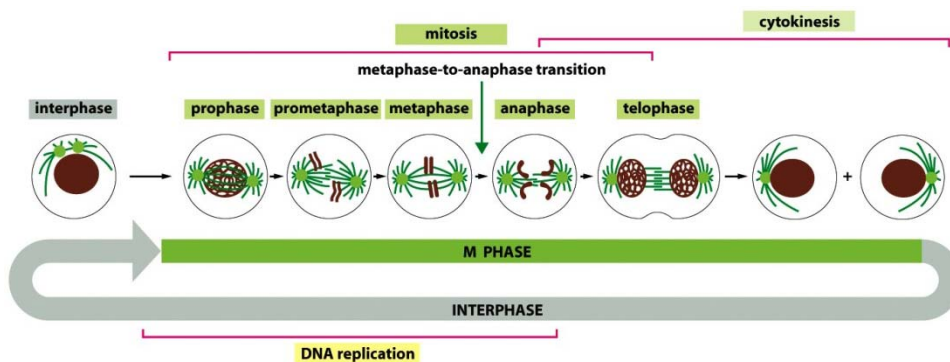 cytokinesis
mitosis
metaphase-to-anaphase transition
interphase
prophase
prometaphase
metaphase
anaphase
telophase
+
M PHASE
INTERPHASE
DNA replication